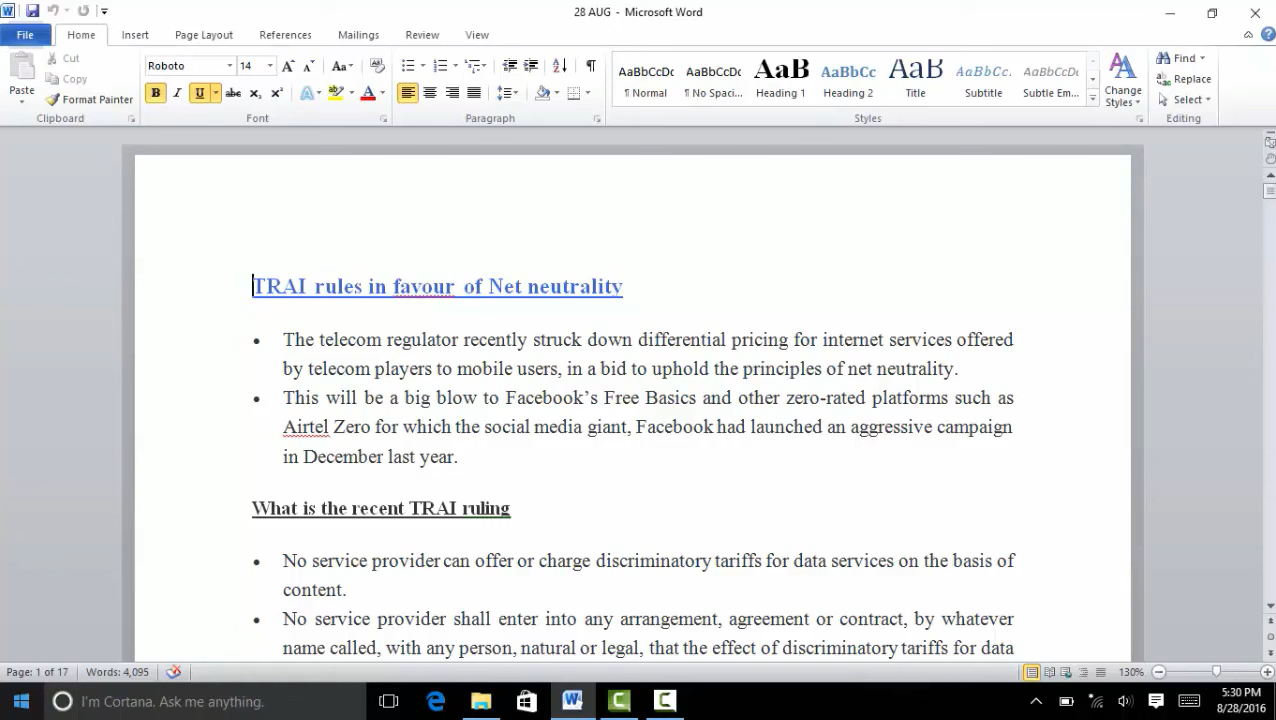 28 AUG - Microsoft Word
File Home Insert Page Layout References Mailings Review View
Paste
Cut
Copy
Format Painter
Clipboard
Roboto 14
Font
Paragraph
AaBbCcDc AaBbCcDc AaB AaBbCc AaB AaBbCcL AaBbCcDc
¶ Normal ¶ No Spaci... Heading 1 Heading 2 Title Subtitle Subtle Em...
Change Styles
Styles
Find
Replace
Select
Editing
TRAI rules in favour of Net neutrality
• The telecom regulator recently struck down differential pricing for internet services offered
by telecom players to mobile users, in a bid to uphold the principles of net neutrality.
• This will be a big blow to Facebook’s Free Basics and other zero-rated platforms such as
Airtel Zero for which the social media giant, Facebook had launched an aggressive campaign
in December last year.
What is the recent TRAI ruling
• No service provider can offer or charge discriminatory tariffs for data services on the basis of
content.
• No service provider shall enter into any arrangement, agreement or contract, by whatever
name called, with any person, natural or legal, that the effect of discriminatory tariffs for data
Page: 1 of 17 Words: 4,095 130%
I'm Cortana. Ask me anything.
5:30 PM
8/28/2016